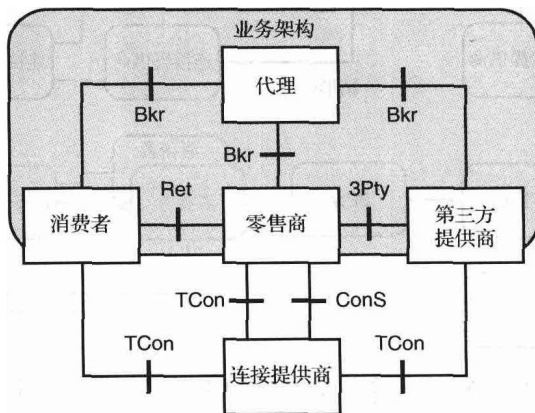 业务架构
代理
Bkr
Bkr
Bkr
Ret
3Pty
消费者
零售商
第三方
提供商
TCon
ConS
TCon
TCon
连接提供商